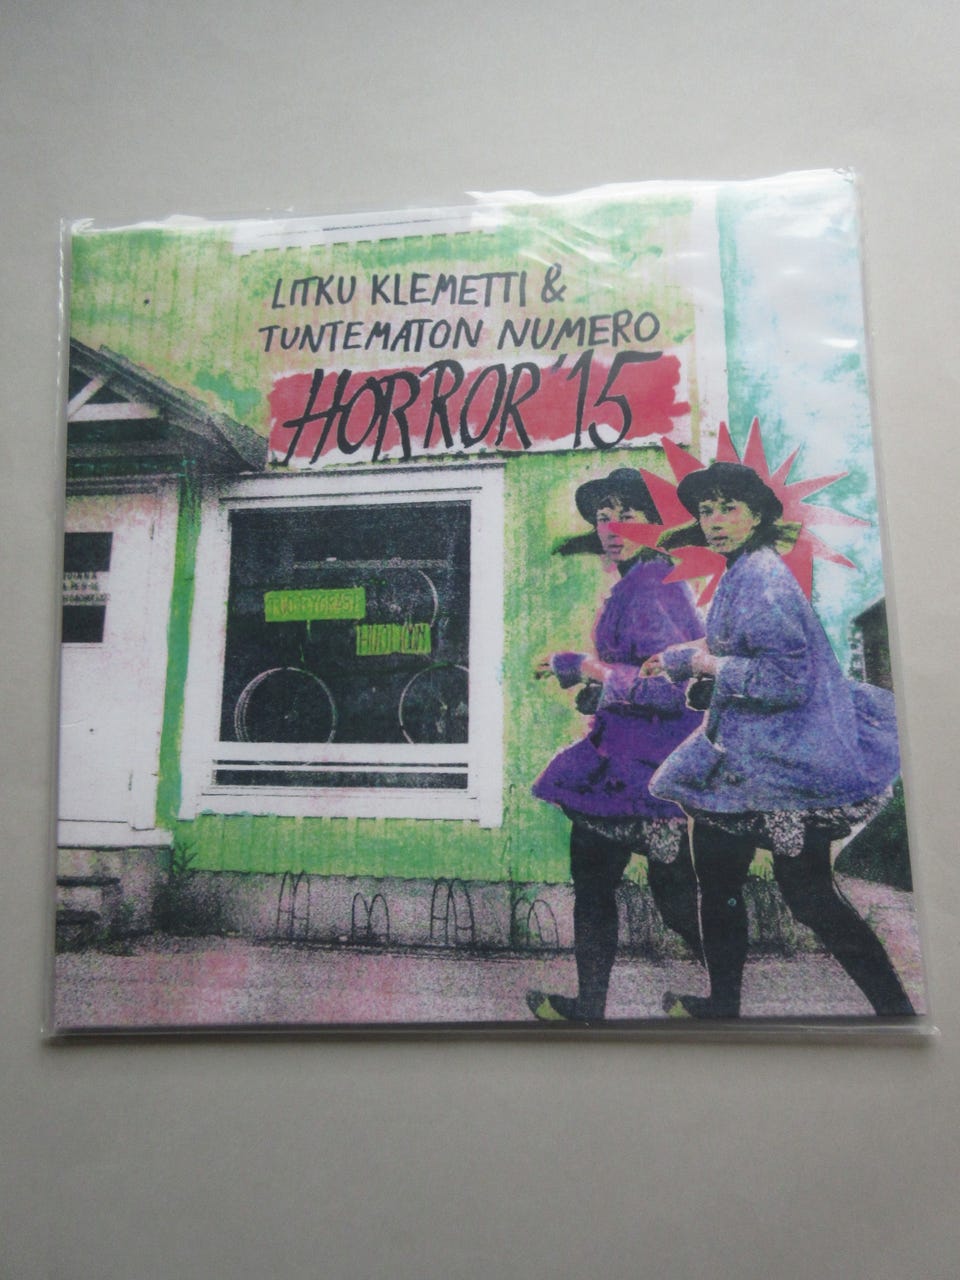 LITKU KLEMETTI &
TUNTEMATON NUMERO
HORROR '15